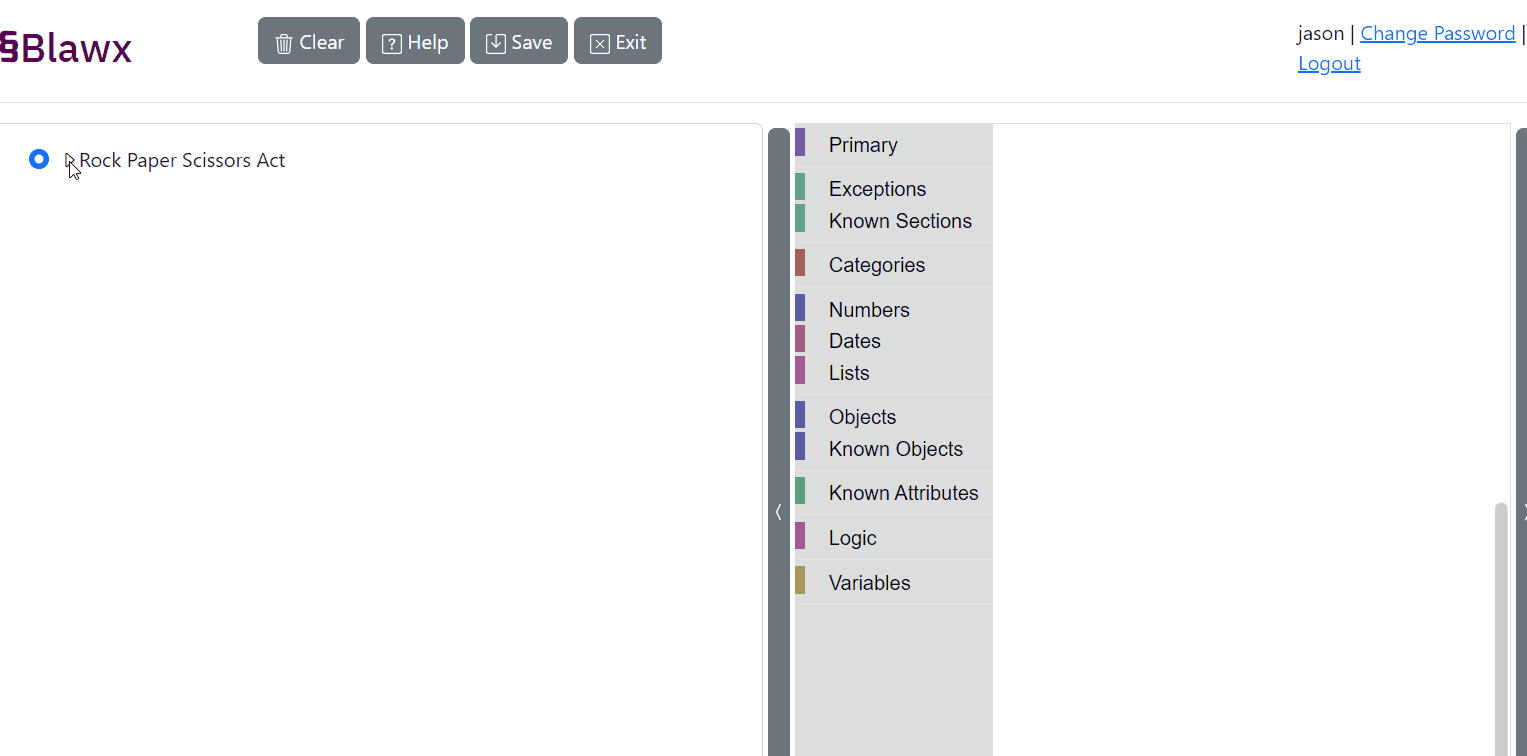 §Blawx
Clear Help Save Exit
jason | Change Password |
Logout
Rock Paper Scissors Act
Primary
Exceptions
Known Sections
Categories
Numbers
Dates
Lists
Objects
Known Objects
Known Attributes
Logic
Variables